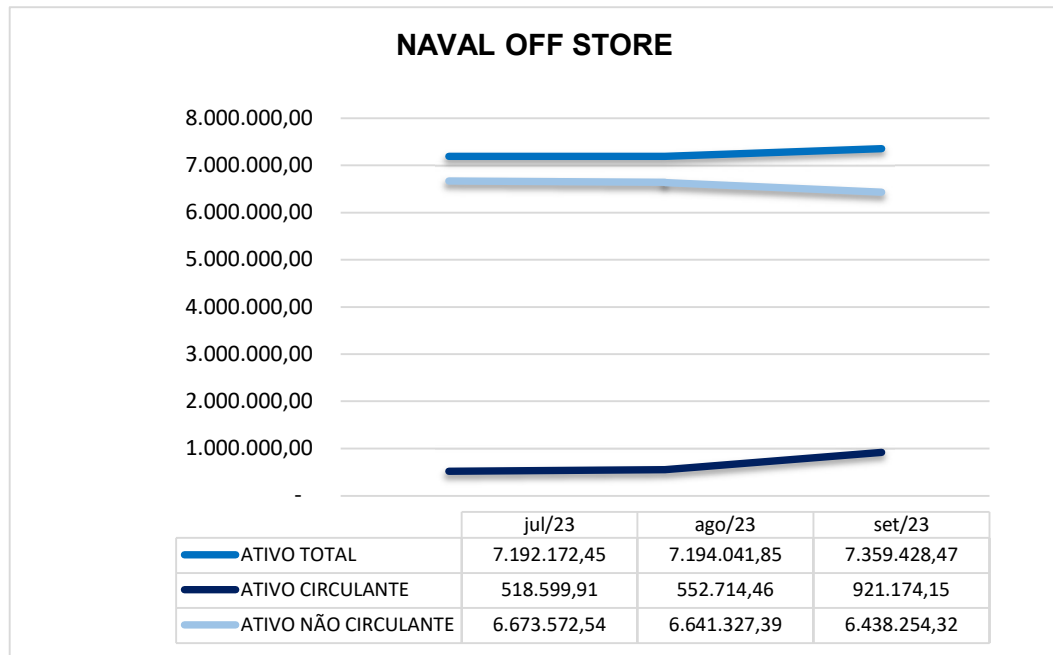 NAVAL OFF STORE
8.000.000,00
7.000.000,00
6.000.000,00
5.000.000,00
4.000.000,00
3.000.000,00
2.000.000,00
1.000.000,00
-
jul/23 ago/23 set/23
ATIVO TOTAL 7.192.172,45 7.194.041,85 7.359.428,47
ATIVO CIRCULANTE 518.599,91 552.714,46 921.174,15
ATIVO NÃO CIRCULANTE 6.673.572,54 6.641.327,39 6.438.254,32